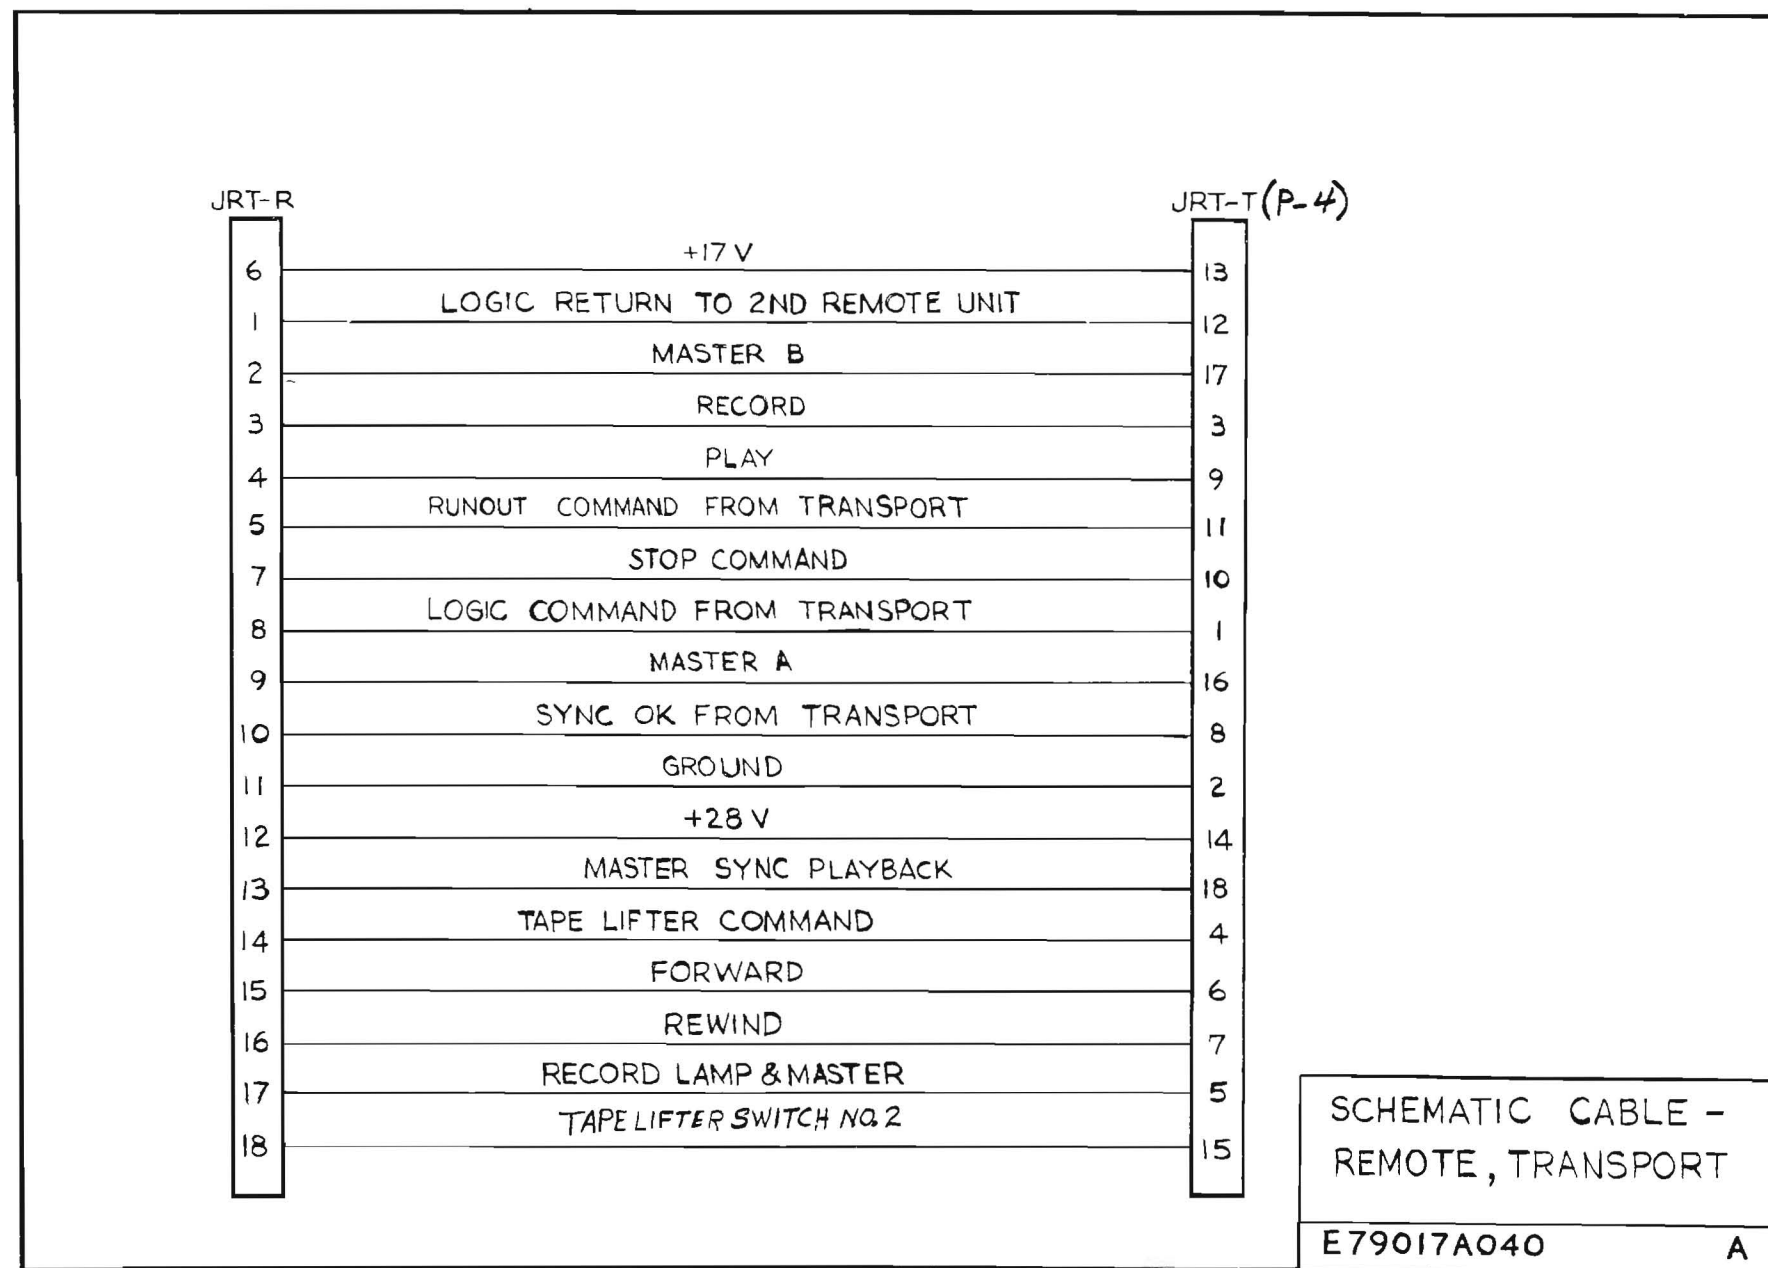 JRT-R JRT-T (P-4)
+17 V
6 13
LOGIC RETURN TO 2ND REMOTE UNIT
1 12
MASTER B
2 17
RECORD
3 3
PLAY
4 9
RUNOUT COMMAND FROM TRANSPORT
5 11
STOP COMMAND
7 10
LOGIC COMMAND FROM TRANSPORT
8 1
MASTER A
9 16
SYNC OK FROM TRANSPORT
10 8
GROUND
11 2
+28 V
12 14
MASTER SYNC PLAYBACK
13 18
TAPE LIFTER COMMAND
14 4
FORWARD
15 6
REWIND
16 7
RECORD LAMP & MASTER
17 5
TAPE LIFTER SWITCH NO. 2
18 15
SCHEMATIC CABLE -
REMOTE, TRANSPORT
E79017A040 A